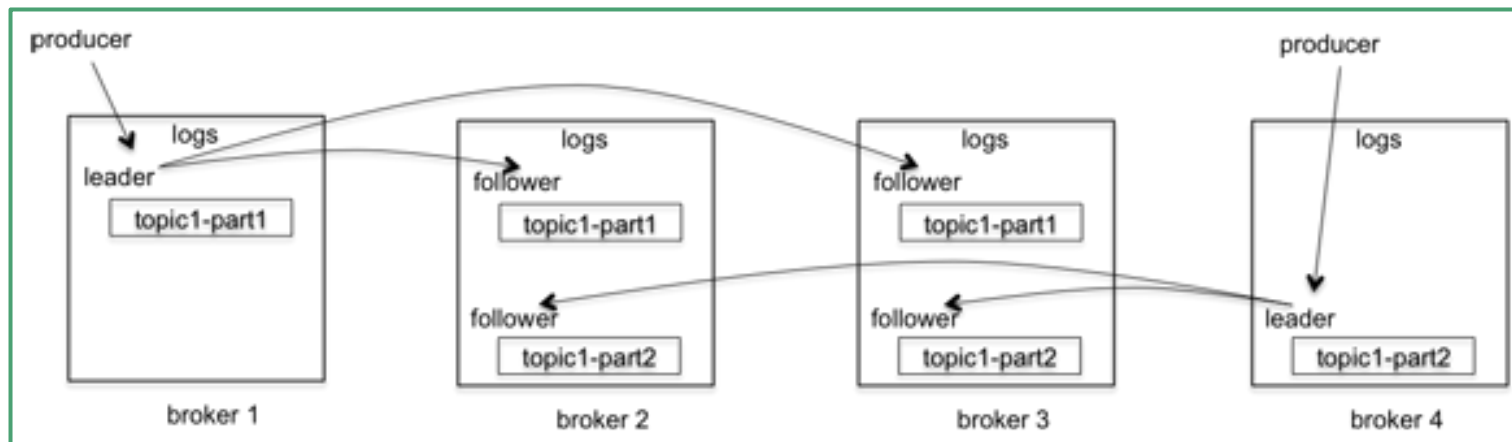 producer
producer
logs
logs
logs
logs
leader
follower
follower
topic1-part1
topic1-part1
topic1-part1
follower
follower
leader
topic1-part2
topic1-part2
topic1-part2
broker 1
broker 2
broker 3
broker 4